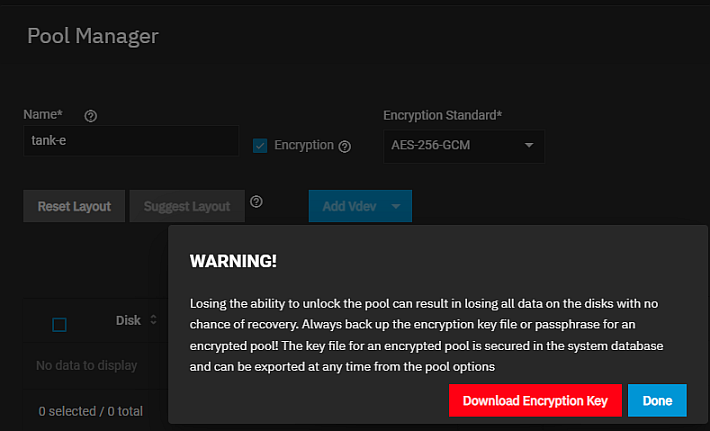 Pool Manager
Name*
Encryption Standard*
tank-e
Encryption
AES-256-GCM
Reset Layout
Suggest Layout
Add Vdev
WARNING!
Losing the ability to unlock the pool can result in losing all data on the disks with no
chance of recovery. Always back up the encryption key file or passphrase for an
encrypted pool! The key file for an encrypted pool is secured in the system database
and can be exported at any time from the pool options
Download Encryption Key
Done
Disk
No data to display
0 selected / 0 total